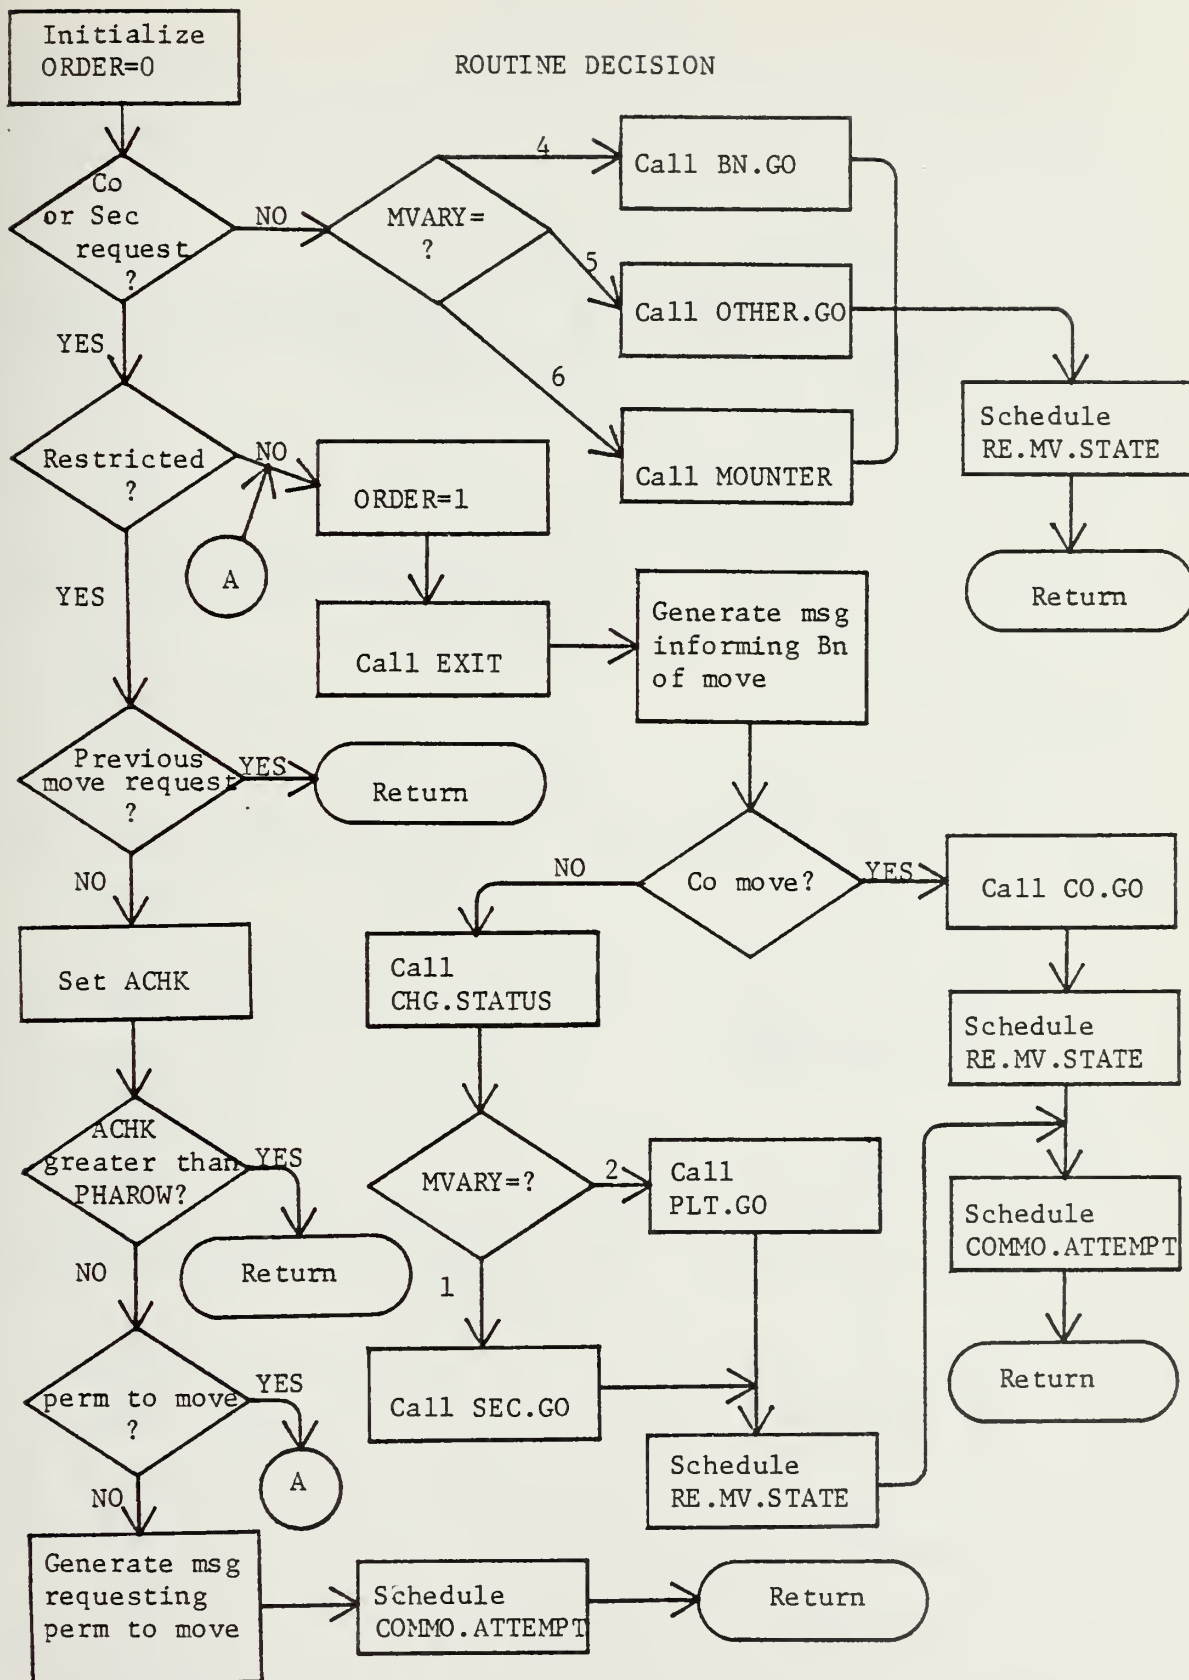 Initialize
ORDER=0
ROUTINE DECISION
Co
or Sec
request
?
NO
MVARY=
?
4
Call BN.GO
5
Call OTHER.GO
6
Call MOUNTER
Schedule
RE.MV.STATE
Return
YES
Restricted
?
NO
A
ORDER=1
Call EXIT
Generate msg
informing Bn
of move
YES
Previous
move request
?
YES
Return
NO
Co move?
YES
Call CO.GO
NO
Set ACHK
Call
CHG.STATUS
Schedule
RE.MV.STATE
ACHK
greater than
PHAROW?
YES
Return
MVARY=?
2
Call
PLT.GO
1
Call SEC.GO
Schedule
RE.MV.STATE
Schedule
COMMO.ATTEMPT
Return
NO
perm to move
?
YES
A
NO
Generate msg
requesting
perm to move
Schedule
COMMO.ATTEMPT
Return